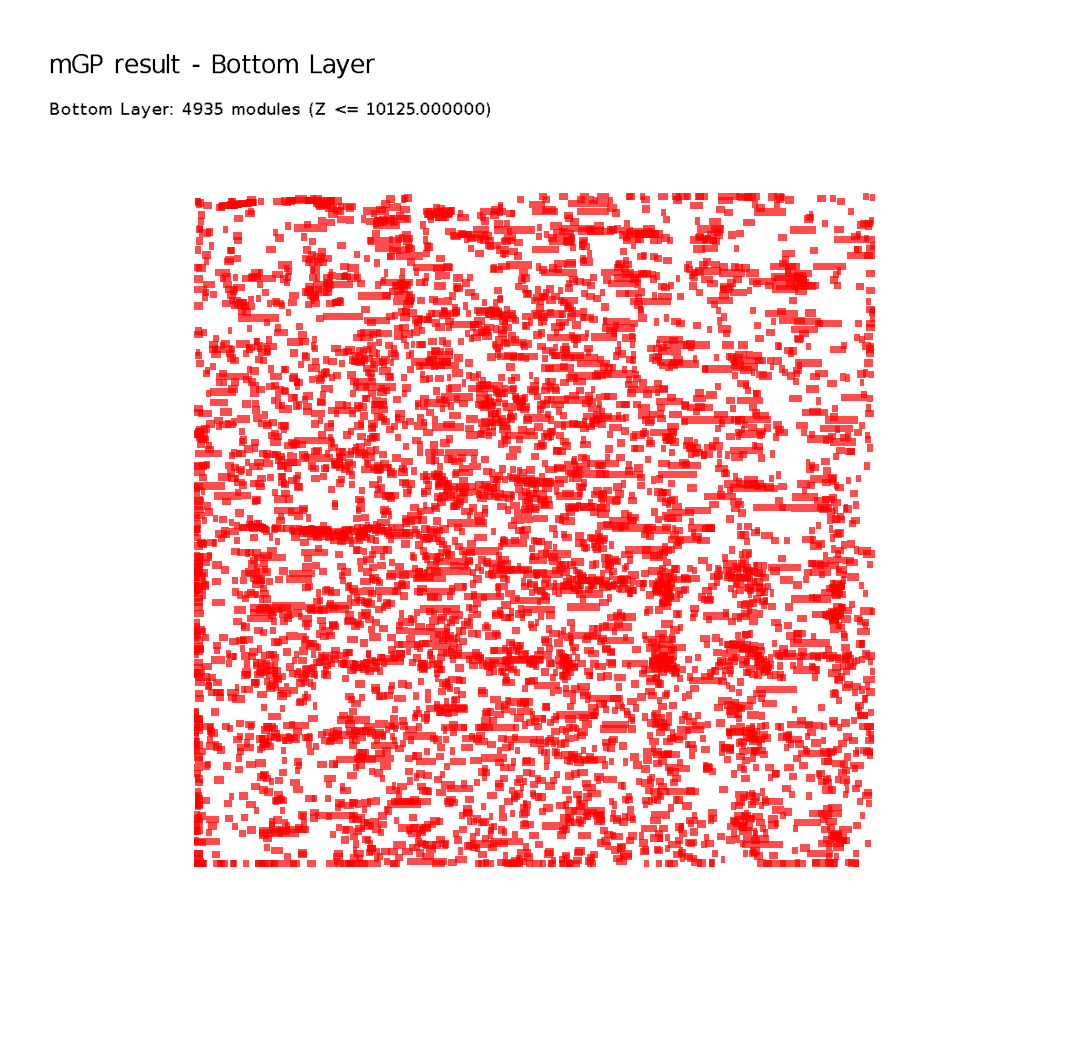 mGP result - Bottom Layer
Bottom Layer: 4935 modules (Z <= 10125.000000)